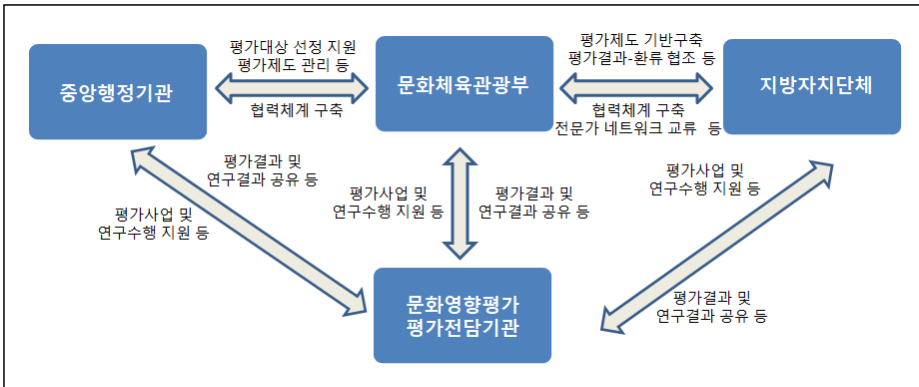 평가대상 선정 지원
평가제도 관리 등
평가제도 기반구축
평가결과-환류 협조 등
중앙행정기관
문화체육관광부
지방자치단체
협력체계 구축
협력체계 구축
전문가 네트워크 교류 등
평가결과 및
연구결과 공유 등
평가사업 및
연구수행 지원 등
평가사업 및
연구수행 지원 등
평가결과 및
연구결과 공유 등
평가사업 및
연구수행 지원 등
문화영향평가
평가전담기관
평가결과 및
연구결과 공유 등